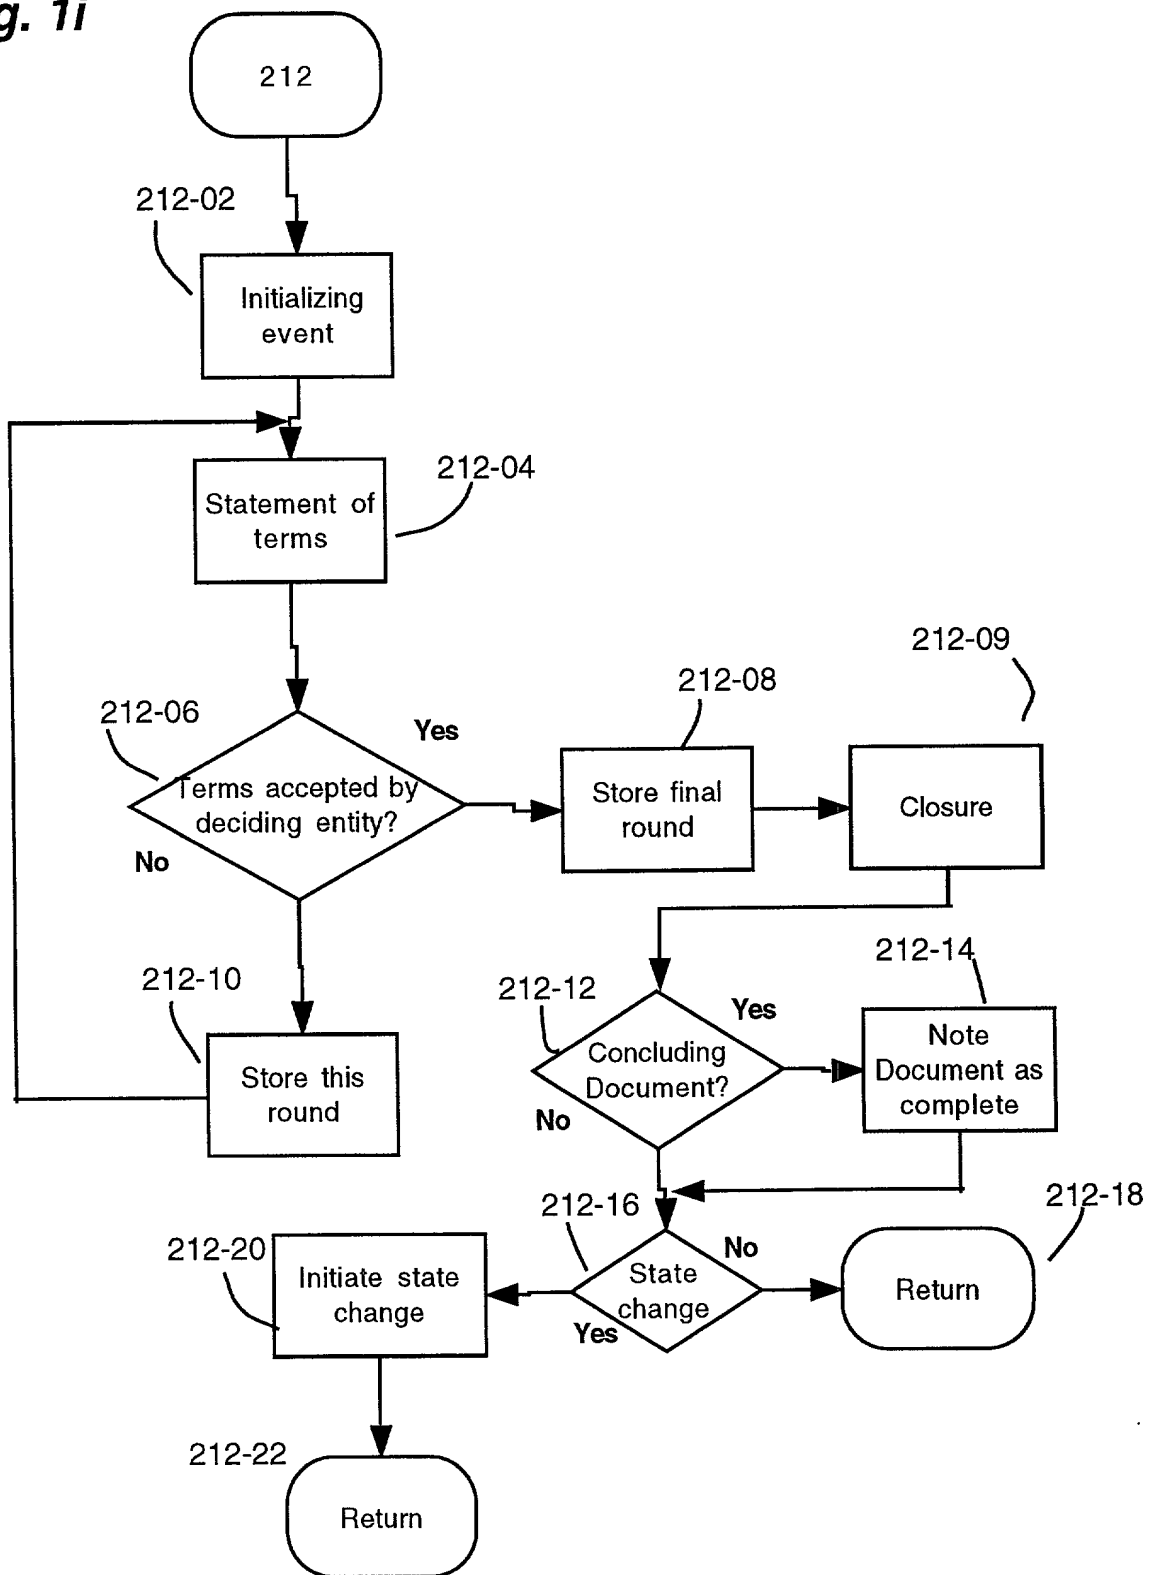 g. 1i
212
212-02
Initializing
event
212-04
Statement of
terms
212-06
Terms accepted by
deciding entity?
Yes
No
212-08
Store final
round
212-09
Closure
212-10
Store this
round
212-12
Concluding
Document?
Yes
No
212-14
Note
Document as
complete
212-16
State
change
No
Yes
212-18
Return
212-20
Initiate state
change
212-22
Return